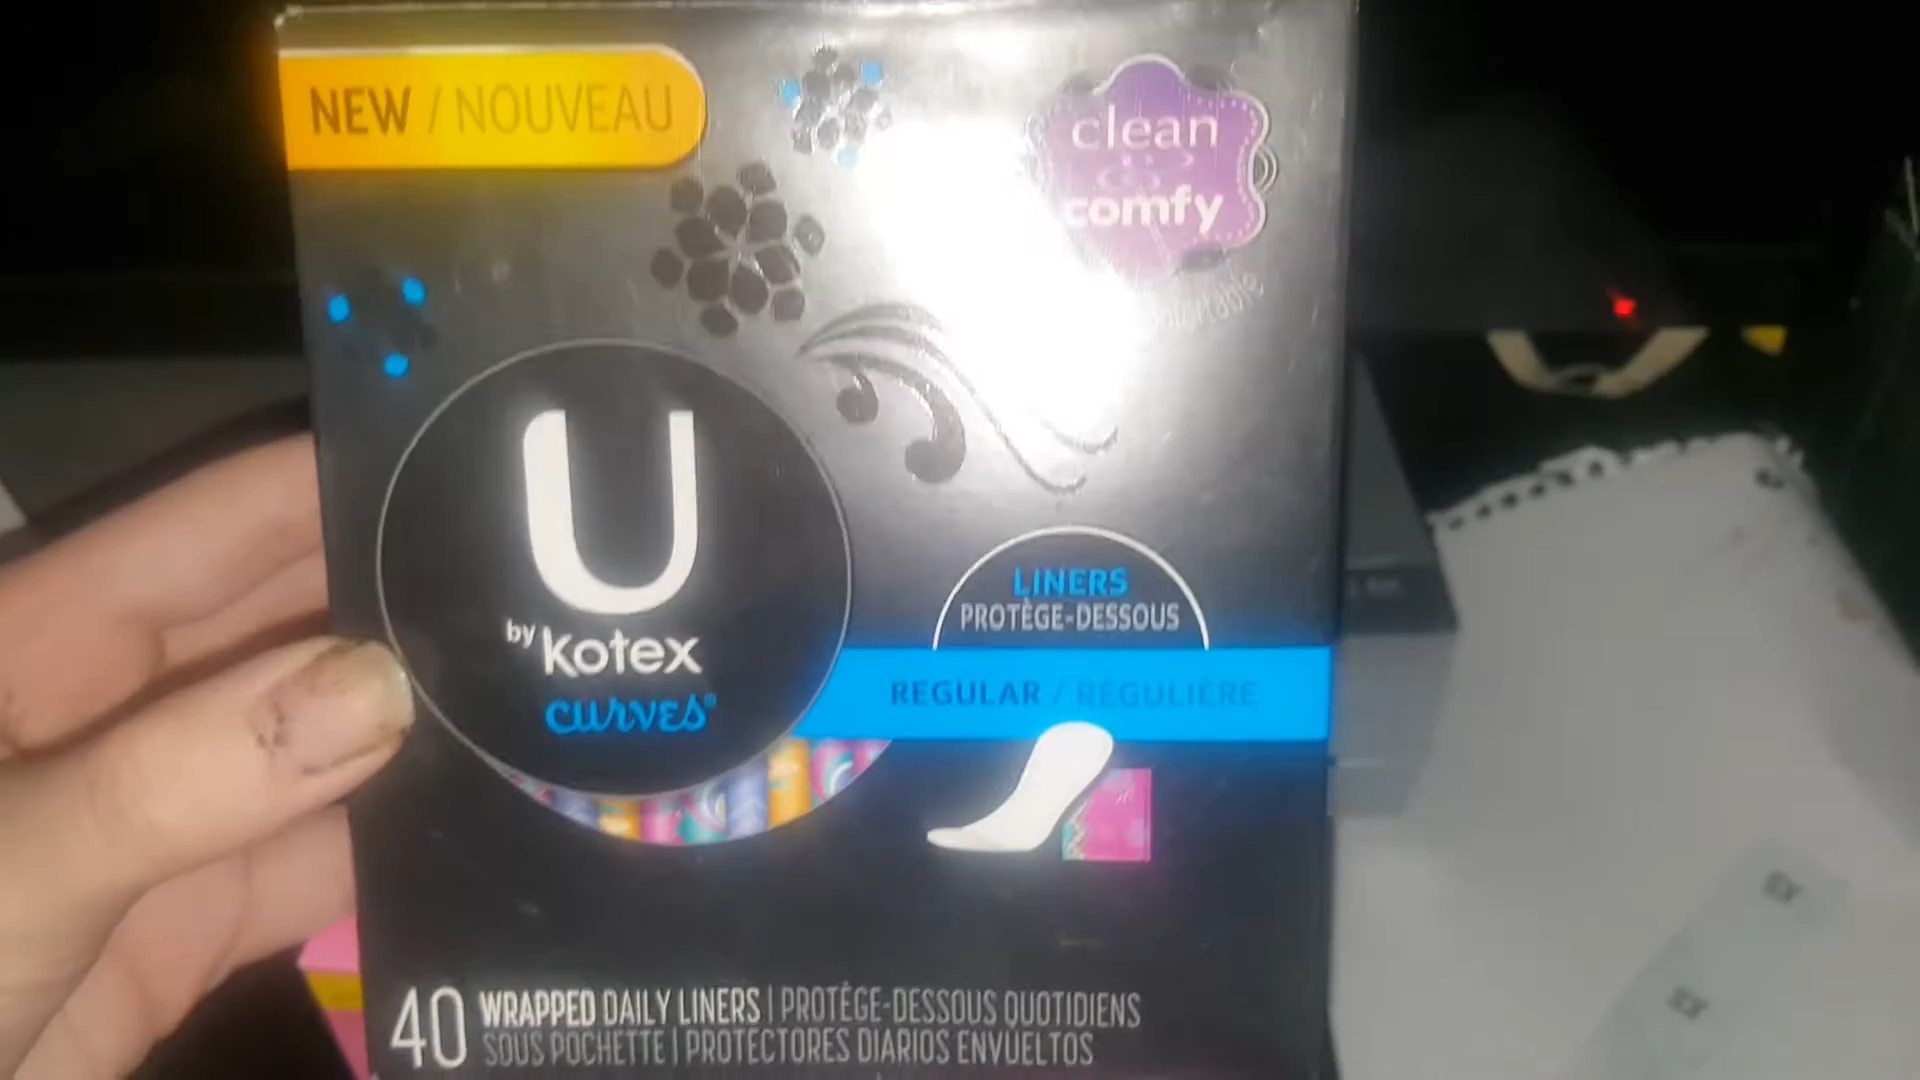 NEW / NOUVEAU
clean
&
comfy
U
by Kotex
curves®
LINERS
PROTÈGE-DESSOUS
REGULAR / RÉGULIÈRE
40 WRAPPED DAILY LINERS | PROTÈGE-DESSOUS QUOTIDIENS
SOUS POCHETTE | PROTECTORES DIARIOS ENVUELTOS